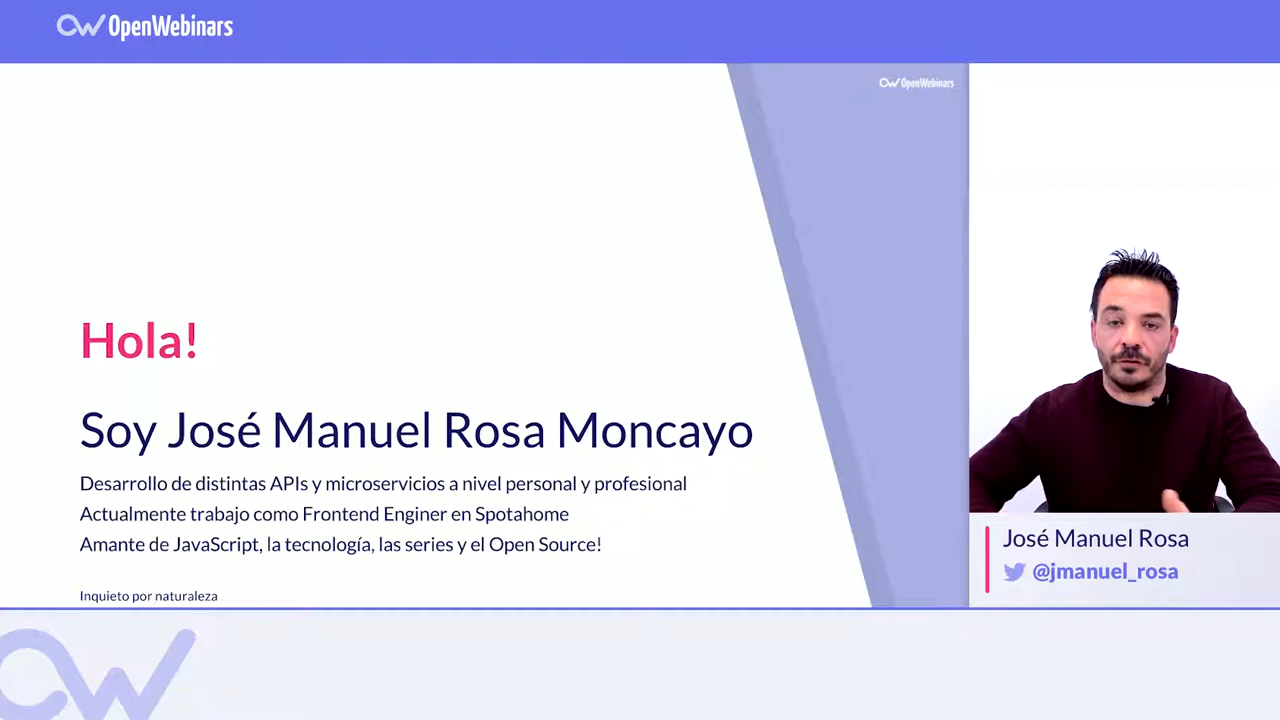 OpenWebinars
OpenWebinars
Hola!
Soy José Manuel Rosa Moncayo
Desarrollo de distintas APIs y microservicios a nivel personal y profesional
Actualmente trabajo como Frontend Enginer en Spotahome
Amante de JavaScript, la tecnología, las series y el Open Source!
Inquieto por naturaleza
José Manuel Rosa
@jmanuel_rosa